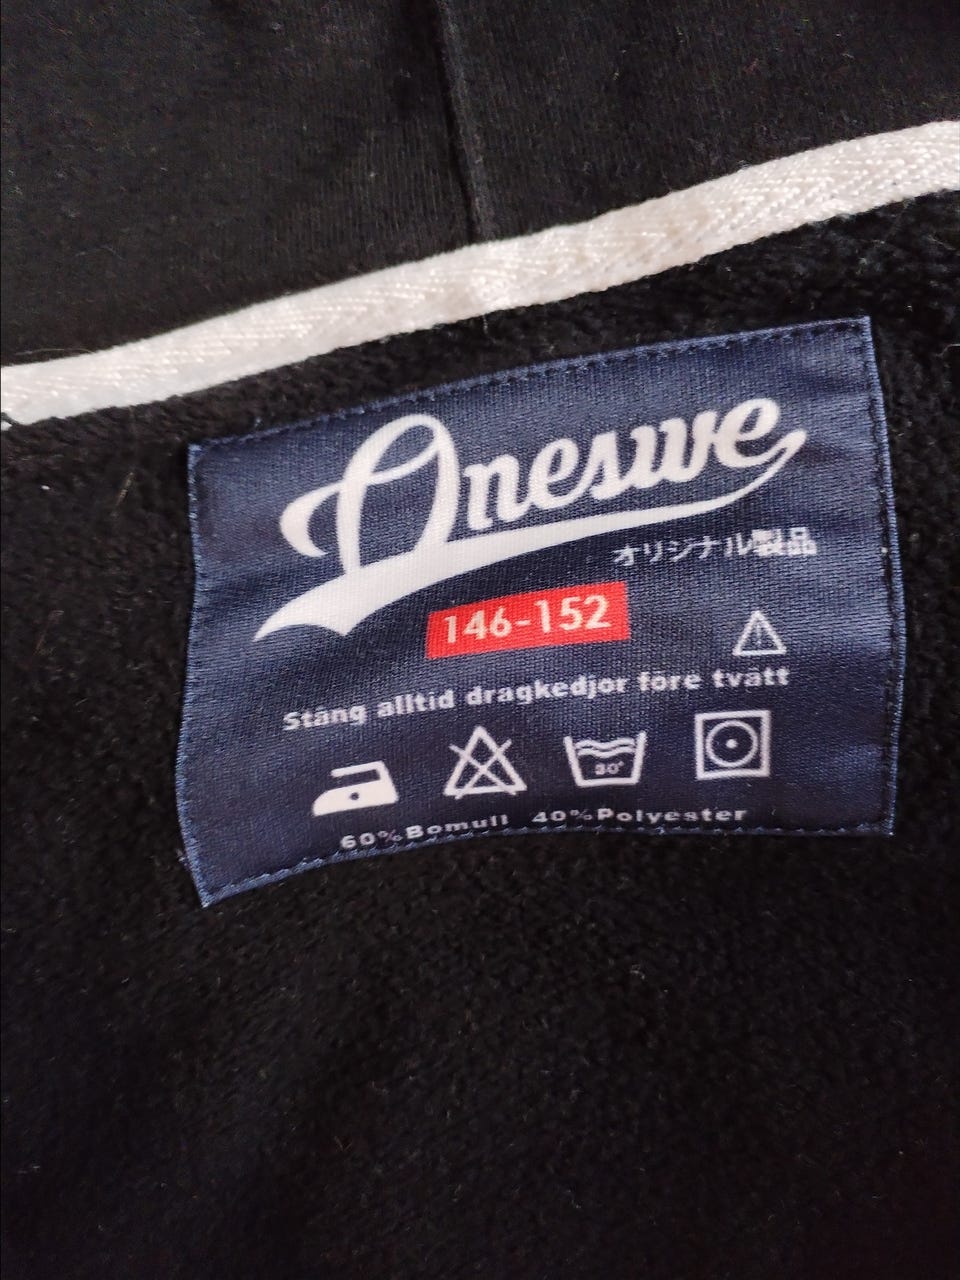 Oneswe
オリジナル製品
146-152
Stäng alltid dragkedjor före tvätt
30°
60%Bomull 40%Polyester